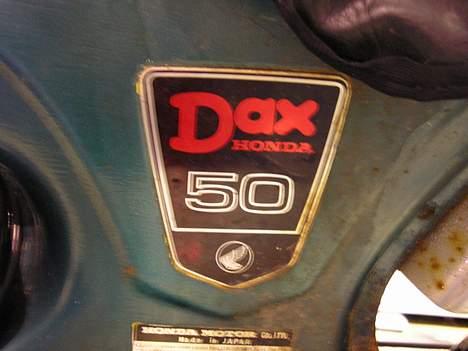 Dax
HONDA
50
HONDA MOTOR CO.,LTD.
Made in JAPAN